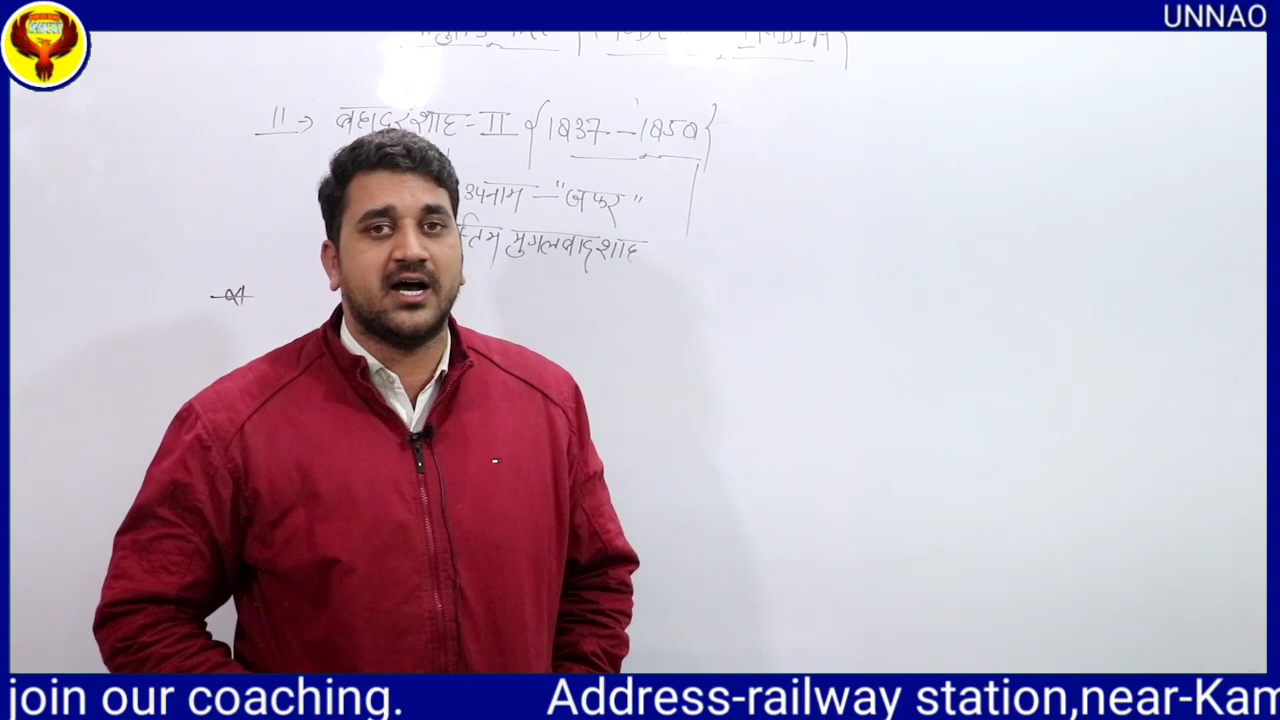 UNNAO
11 → बहादुरशाह-II {1837-1858}
उपनाम - "जफर"
मुगलबादशाह
join our coaching. Address-railway station,near-Kam